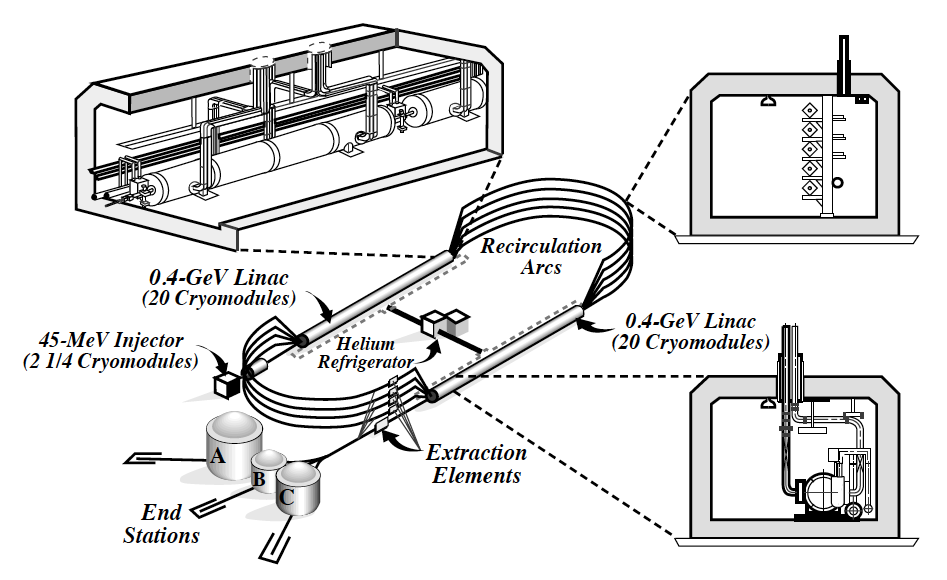 Recirculation
Arcs
0.4-GeV Linac
(20 Cryomodules)
45-MeV Injector
(2 1/4 Cryomodules)
Helium
Refrigerator
0.4-GeV Linac
(20 Cryomodules)
Extraction
Elements
A
B
C
End
Stations